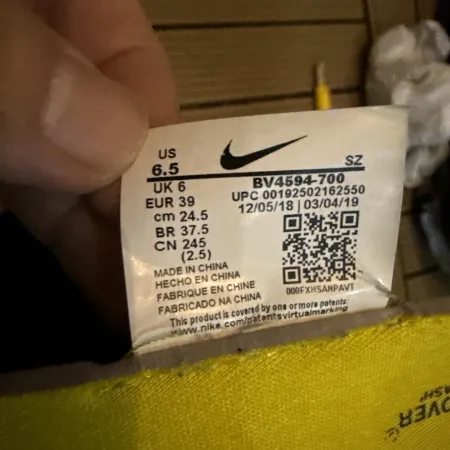 US
6.5
SZ
UK 6
EUR 39
cm 24.5
BR 37.5
CN 245
(2.5)
BV4594-700
UPC 00192502162550
12/05/18 | 03/04/19
000FXHSANPAVT
MADE IN CHINA
HECHO EN CHINA
FABRIQUE EN CHINE
FABRICADO NA CHINA
This product is covered by one or more patents:
www.nike.com/patentsvirtualmarking
OVER